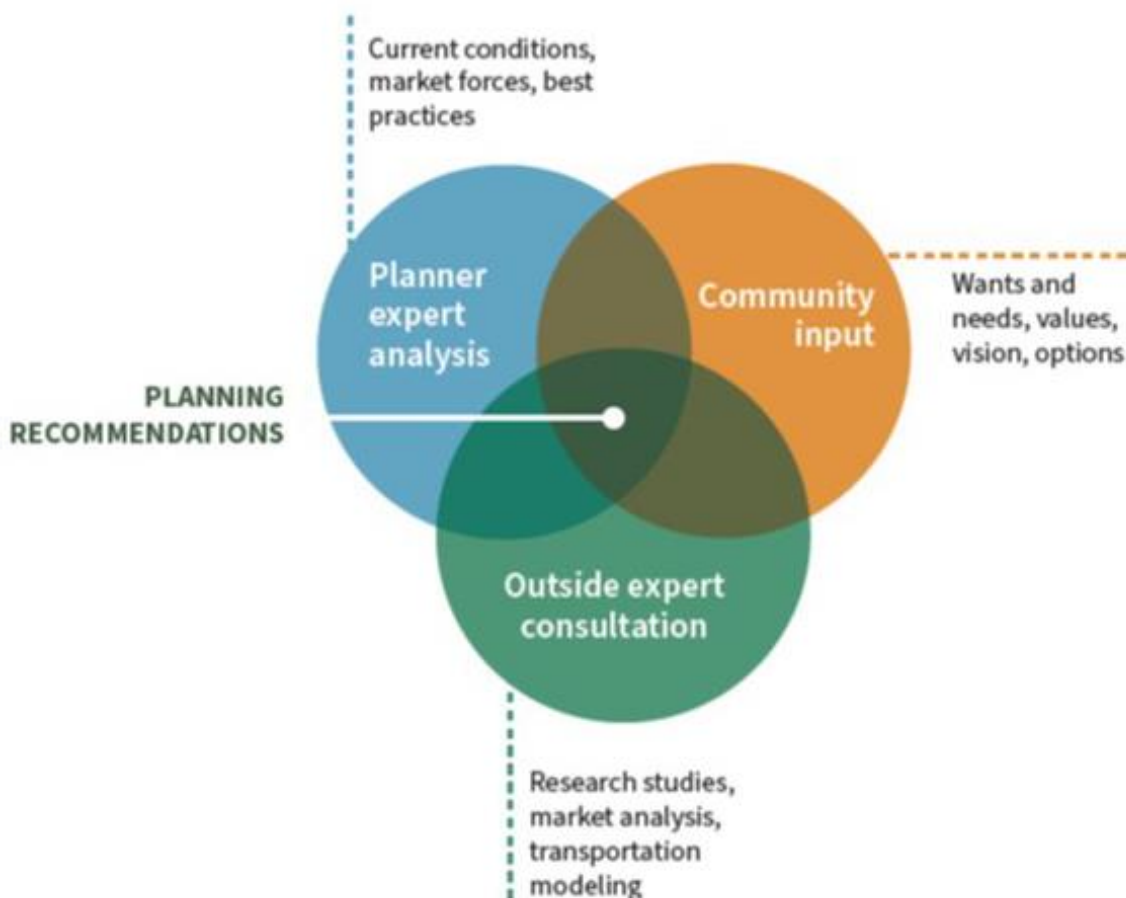 Current conditions,
market forces, best
practices
Planner
expert
analysis
Community
input
Wants and
needs, values,
vision, options
PLANNING
RECOMMENDATIONS
Outside expert
consultation
Research studies,
market analysis,
transportation
modeling